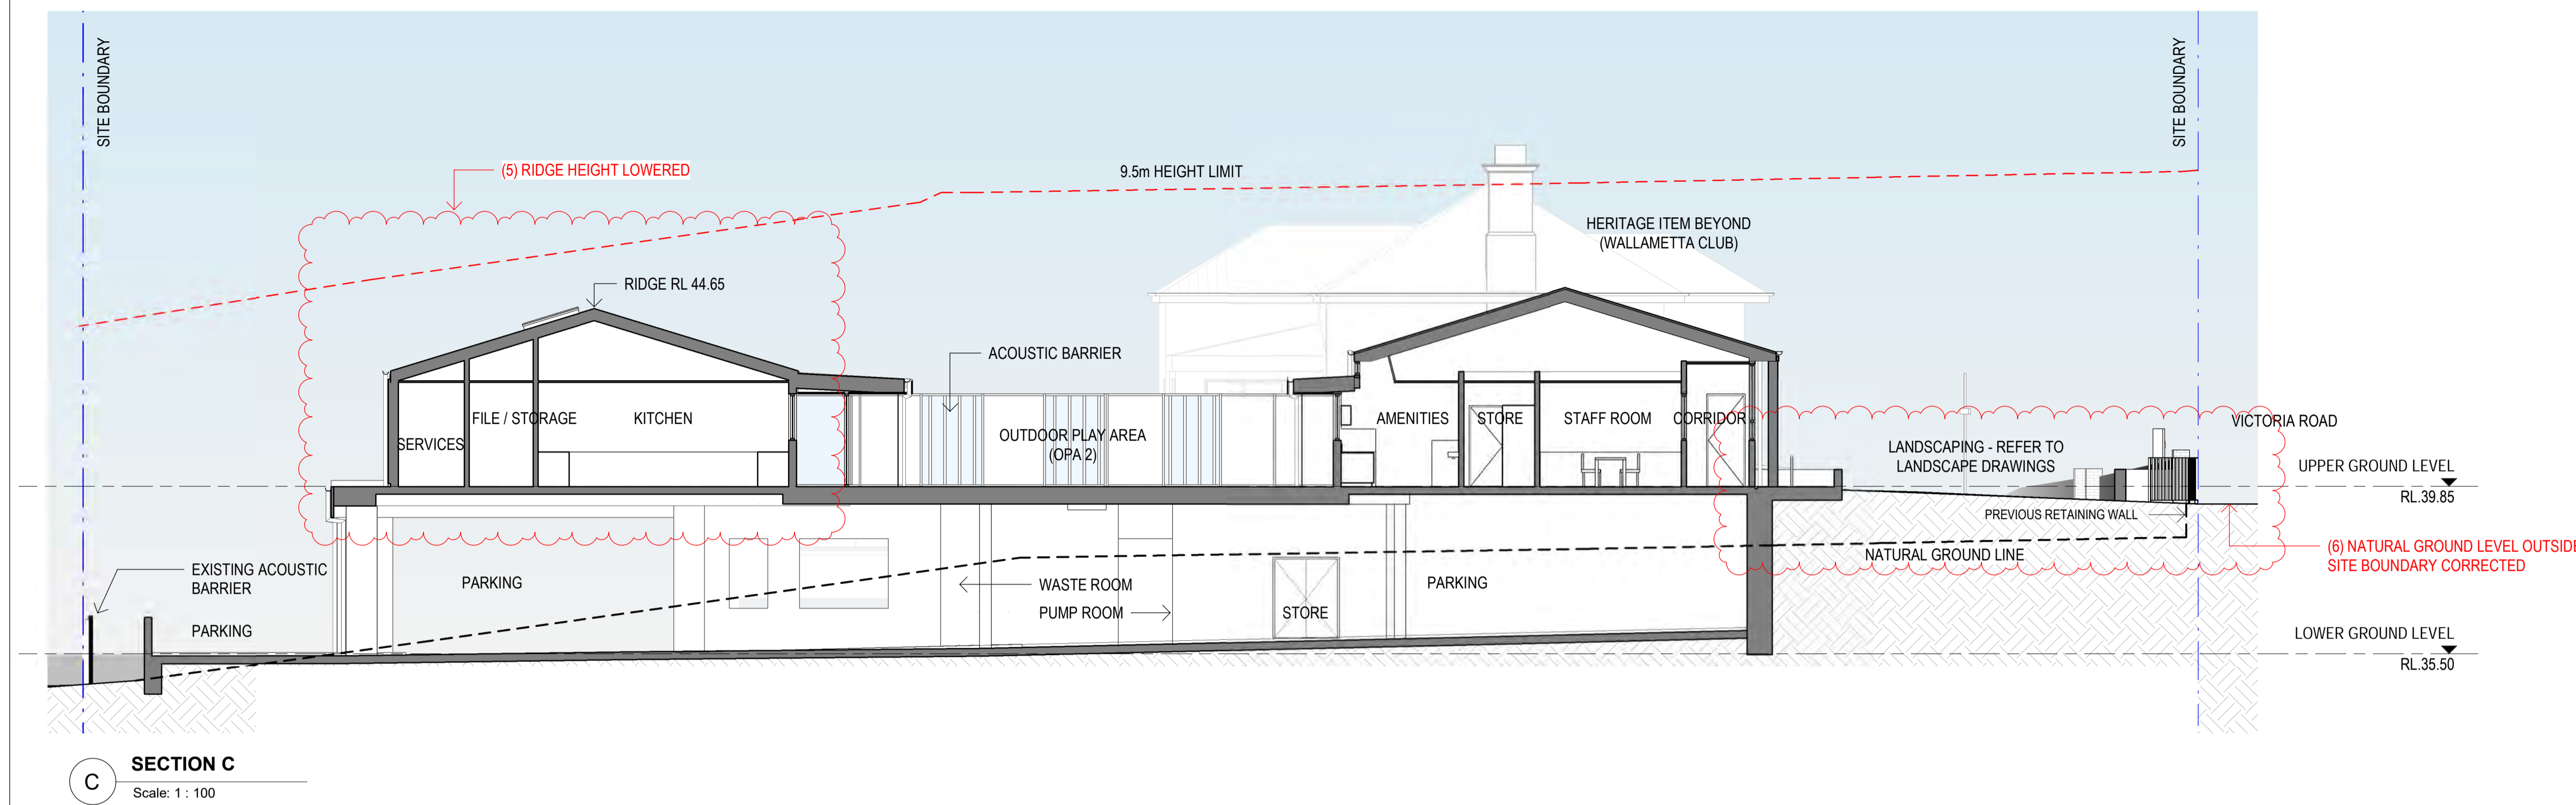 SITE BOUNDARY
SITE BOUNDARY
(5) RIDGE HEIGHT LOWERED
9.5m HEIGHT LIMIT
HERITAGE ITEM BEYOND
(WALLAMETTA CLUB)
RIDGE RL 44.65
ACOUSTIC BARRIER
SERVICES
FILE / STORAGE
KITCHEN
OUTDOOR PLAY AREA
(OPA 2)
AMENITIES
STORE
STAFF ROOM
CORRIDOR
LANDSCAPING - REFER TO
LANDSCAPE DRAWINGS
VICTORIA ROAD
UPPER GROUND LEVEL
RL.39.85
PREVIOUS RETAINING WALL
NATURAL GROUND LINE
(6) NATURAL GROUND LEVEL OUTSIDE
SITE BOUNDARY CORRECTED
EXISTING ACOUSTIC
BARRIER
PARKING
PARKING
WASTE ROOM
PUMP ROOM
STORE
PARKING
LOWER GROUND LEVEL
RL.35.50
C
SECTION C
Scale: 1 : 100